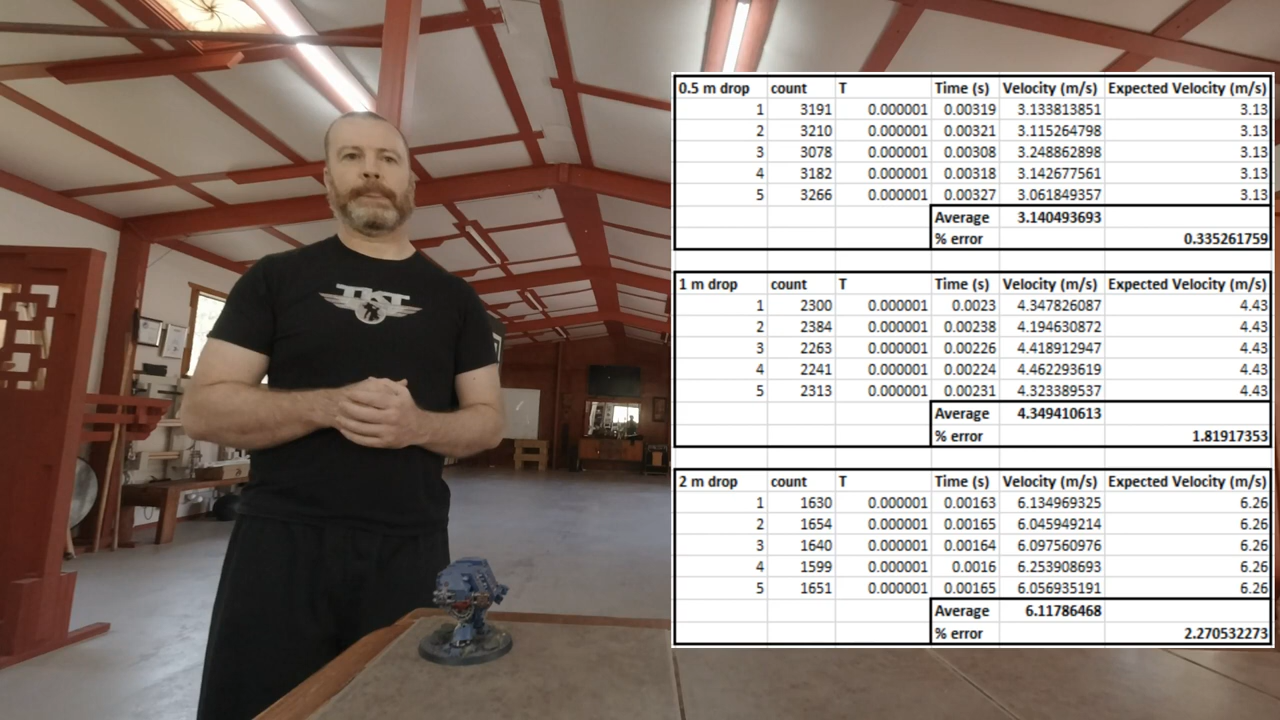 TKT
0.5 m drop count T Time (s) Velocity (m/s) Expected Velocity (m/s)
1 3191 0.000001 0.00319 3.133813851 3.13
2 3210 0.000001 0.00321 3.115264798 3.13
3 3078 0.000001 0.00308 3.248862898 3.13
4 3182 0.000001 0.00318 3.142677561 3.13
5 3266 0.000001 0.00327 3.061849357 3.13
Average 3.140493693
% error 0.335261759
1 m drop count T Time (s) Velocity (m/s) Expected Velocity (m/s)
1 2300 0.000001 0.0023 4.347826087 4.43
2 2384 0.000001 0.00238 4.194630872 4.43
3 2263 0.000001 0.00226 4.418912947 4.43
4 2241 0.000001 0.00224 4.462293619 4.43
5 2313 0.000001 0.00231 4.323389537 4.43
Average 4.349410613
% error 1.81917353
2 m drop count T Time (s) Velocity (m/s) Expected Velocity (m/s)
1 1630 0.000001 0.00163 6.134969325 6.26
2 1654 0.000001 0.00165 6.045949214 6.26
3 1640 0.000001 0.00164 6.097560976 6.26
4 1599 0.000001 0.0016 6.253908693 6.26
5 1651 0.000001 0.00165 6.056935191 6.26
Average 6.11786468
% error 2.270532273